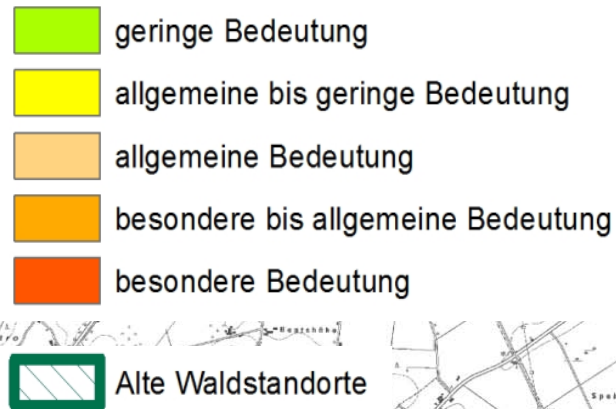 geringe Bedeutung
allgemeine bis geringe Bedeutung
allgemeine Bedeutung
besondere bis allgemeine Bedeutung
besondere Bedeutung
Alte Waldstandorte